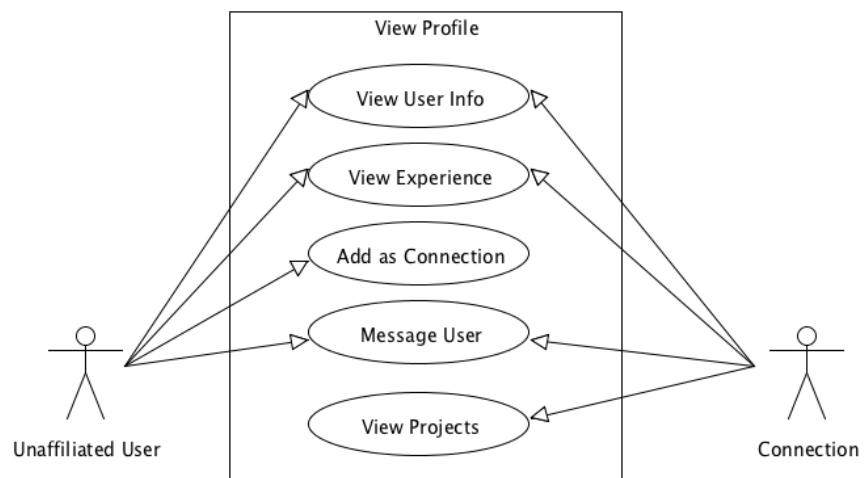 View Profile
View User Info
View Experience
Add as Connection
Message User
View Projects
Unaffiliated User
Connection